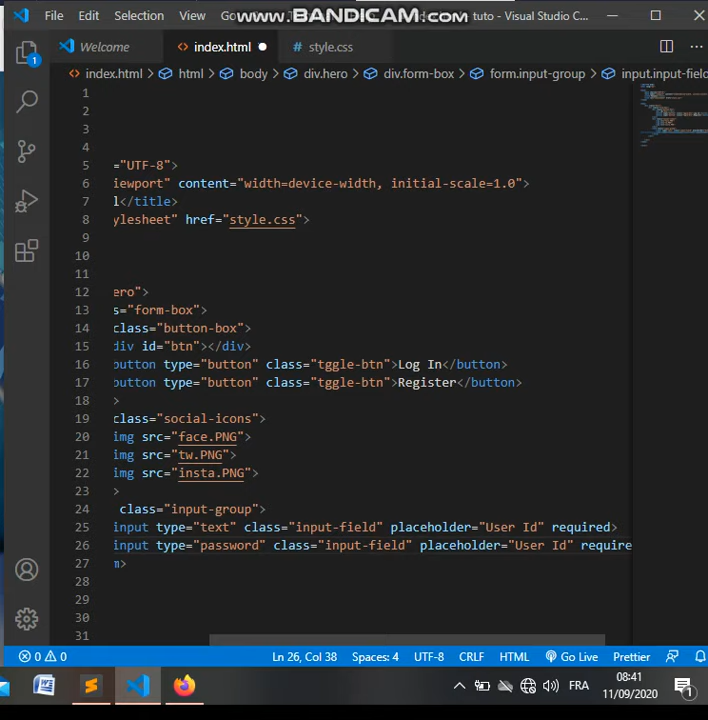 File Edit Selection View Go www.BANDICAM.com tuto - Visual Studio C...
Welcome index.html style.css
index.html > html > body > div.hero > div.form-box > form.input-group > input.input-field
1
2
3
4
5 ="UTF-8">
6 iewport" content="width=device-width, initial-scale=1.0">
7 l</title>
8 ylesheet" href="style.css">
9
10
11
12 ero">
13 s="form-box">
14 class="button-box">
15 div id="btn"></div>
16 button type="button" class="tggle-btn">Log In</button>
17 button type="button" class="tggle-btn">Register</button>
18 >
19 class="social-icons">
20 img src="face.PNG">
21 img src="tw.PNG">
22 img src="insta.PNG">
23 >
24 class="input-group">
25 input type="text" class="input-field" placeholder="User Id" required>
26 input type="password" class="input-field" placeholder="User Id" require
27 m>
28
29
30
31
0 0 Ln 26, Col 38 Spaces: 4 UTF-8 CRLF HTML Go Live Prettier
FRA 08:41
11/09/2020 1